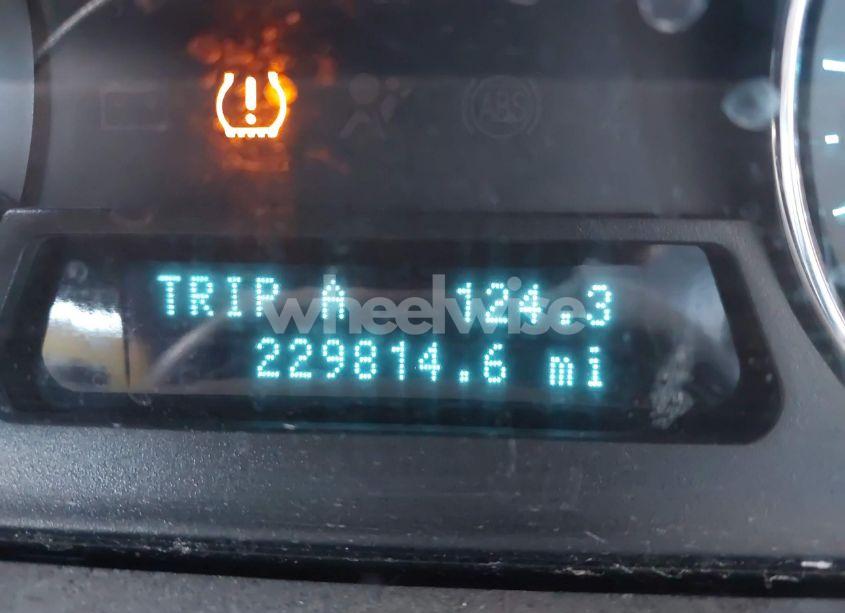 !
ABS
TRIP A 124.3
wheelwise
229814.6 mi